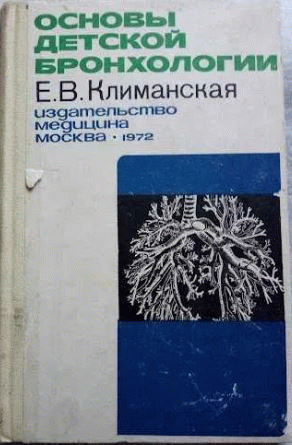 ОСНОВЫ
ДЕТСКОЙ
БРОНХОЛОГИИ
Е.В.Климанская
издательство
медицина
москва • 1972